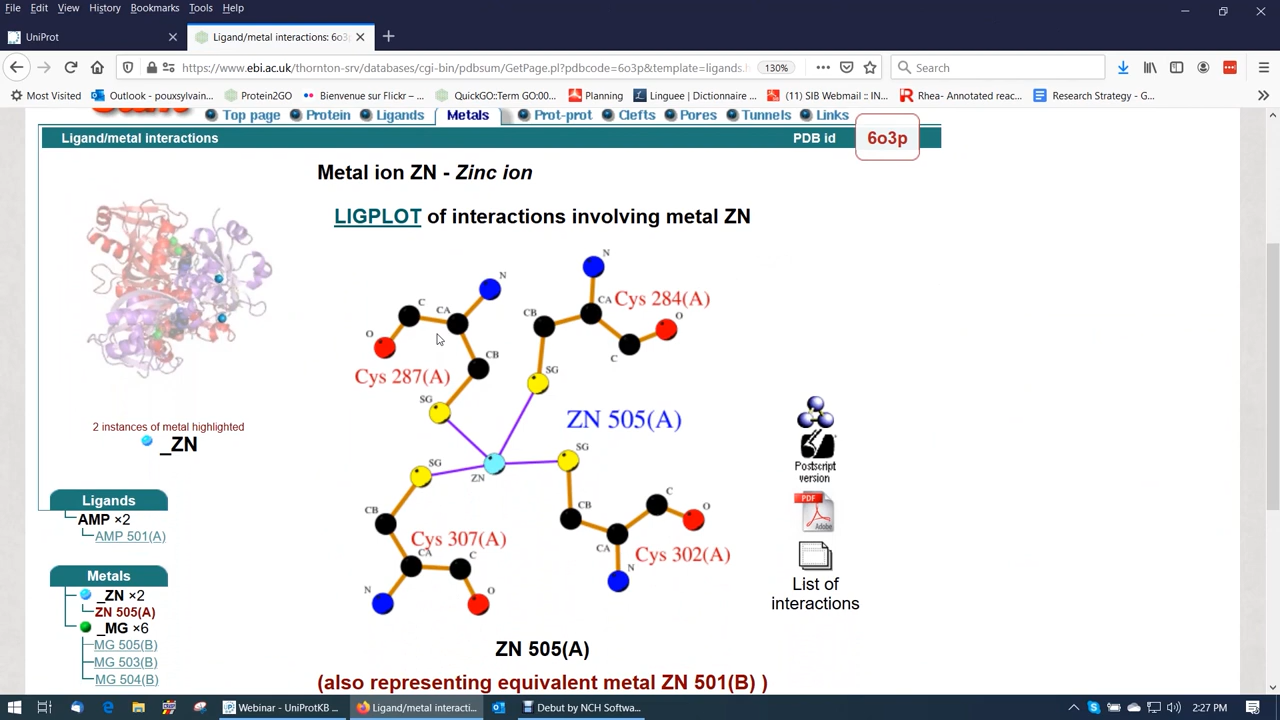 File Edit View History Bookmarks Tools Help
UniProt
Ligand/metal interactions: 6o3p
https://www.ebi.ac.uk/thornton-srv/databases/cgi-bin/pdbsum/GetPage.pl?pdbcode=6o3p&template=ligands.
130%
Search
Most Visited
Outlook - pouxsylvain...
Protein2GO
Bienvenue sur Flickr – ...
QuickGO::Term GO:00...
Planning
Linguee | Dictionnaire ...
(11) SIB Webmail :: IN...
Rhea- Annotated reac...
Research Strategy - G...
Top page Protein Ligands Metals Prot-prot Clefts Pores Tunnels Links
Ligand/metal interactions
PDB id
6o3p
Metal ion ZN - Zinc ion
LIGPLOT of interactions involving metal ZN
2 instances of metal highlighted
_ZN
Ligands
AMP ×2
AMP 501(A)
Metals
_ZN ×2
ZN 505(A)
_MG ×6
MG 505(B)
MG 503(B)
MG 504(B)
N
C
CA
O
CB
SG
Cys 287(A)
N
CA
Cys 284(A)
O
CB
C
SG
ZN 505(A)
ZN
SG
CB
C
O
CA
Cys 302(A)
N
SG
CB
Cys 307(A)
CA
C
N
O
Postscript
version
PDF
Adobe
List of
interactions
ZN 505(A)
(also representing equivalent metal ZN 501(B) )
Webinar - UniProtKB ...
Ligand/metal interacti...
Debut by NCH Softwa...
2:27 PM